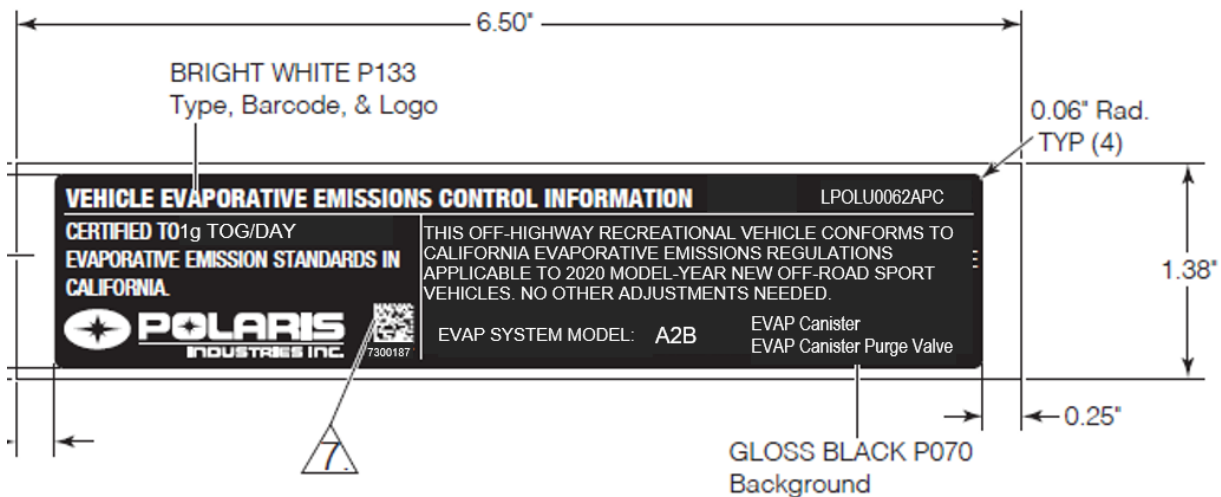 6.50"
BRIGHT WHITE P133
Type, Barcode, & Logo
0.06" Rad.
TYP (4)
VEHICLE EVAPORATIVE EMISSIONS CONTROL INFORMATION
LPOLU0062APC
CERTIFIED TO1g TOG/DAY
EVAPORATIVE EMISSION STANDARDS IN
CALIFORNIA.
THIS OFF-HIGHWAY RECREATIONAL VEHICLE CONFORMS TO
CALIFORNIA EVAPORATIVE EMISSIONS REGULATIONS
APPLICABLE TO 2020 MODEL-YEAR NEW OFF-ROAD SPORT
VEHICLES. NO OTHER ADJUSTMENTS NEEDED.
1.38"
POLARIS
INDUSTRIES INC.
7300187
EVAP SYSTEM MODEL: A2B
EVAP Canister
EVAP Canister Purge Valve
0.25"
7.
GLOSS BLACK P070
Background